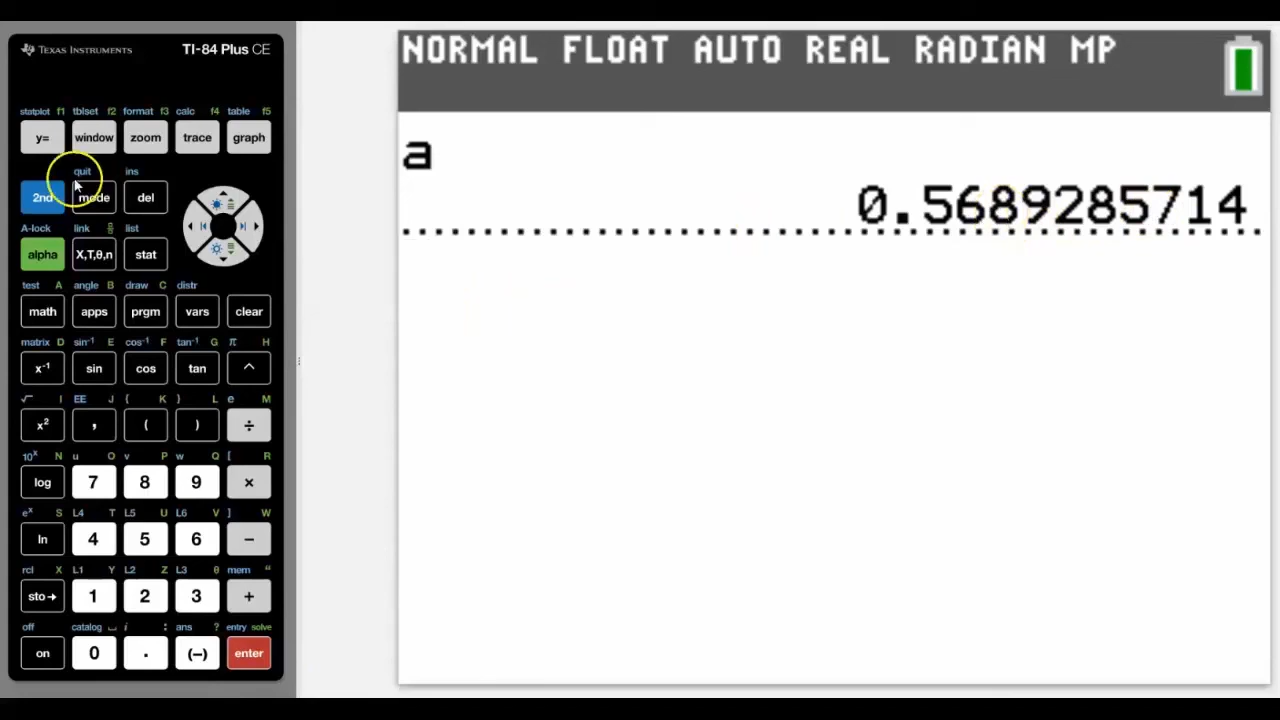 TEXAS INSTRUMENTS TI-84 Plus CE
NORMAL FLOAT AUTO REAL RADIAN MP
a
0.5689285714
statplot f1 tblset f2 format f3 calc f4 table f5
y= window zoom trace graph
quit ins
2nd mode del
A-lock link list
alpha X,T,θ,n stat
test A angle B draw C distr
math apps prgm vars clear
matrix D sin⁻¹ E cos⁻¹ F tan⁻¹ G π H
x⁻¹ sin cos tan ^
√ I EE J { K } L e M
x² , ( ) ÷
10ˣ N u O v P w Q [ R
log 7 8 9 ×
eˣ S L4 T L5 U L6 V ] W
ln 4 5 6 −
rcl X L1 Y L2 Z L3 θ mem "
sto→ 1 2 3 +
off catalog ⎵ i : ans ? entry solve
on 0 . (−) enter